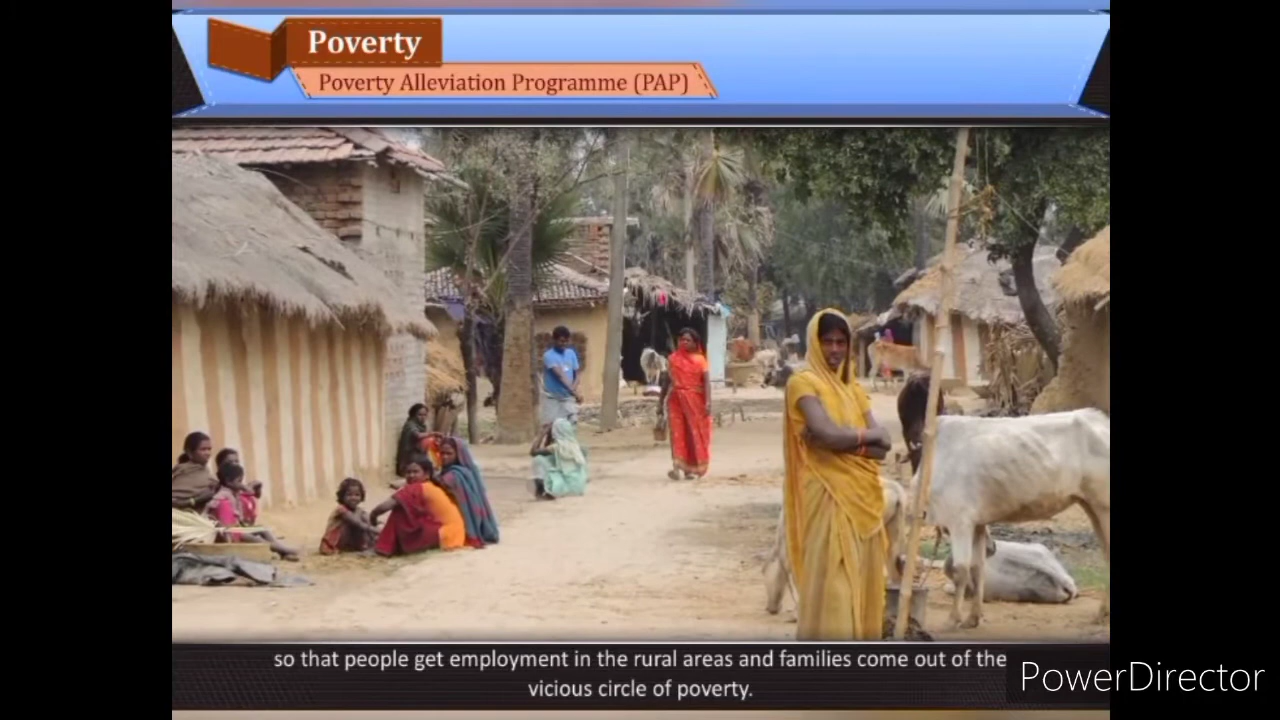 Poverty
Poverty Alleviation Programme (PAP)
so that people get employment in the rural areas and families come out of the
vicious circle of poverty.
PowerDirector